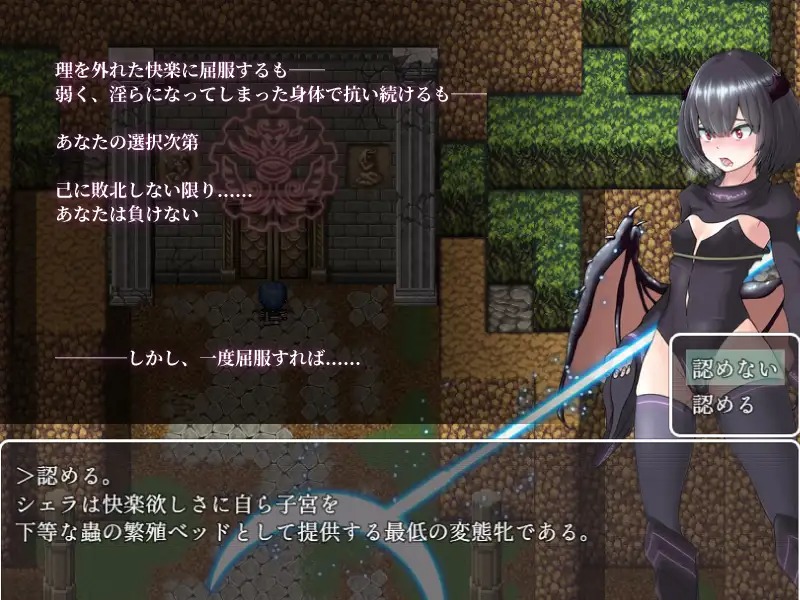 理を外れた快楽に屈服するも――
弱く、淫らになってしまった身体で抗い続けるも――
あなたの選択次第
己に敗北しない限り……
あなたは負けない
――――しかし、一度屈服すれば……
認めない
認める
＞認める。
シェラは快楽欲しさに自ら子宮を
下等な蟲の繁殖ベッドとして提供する最低の変態牝である。